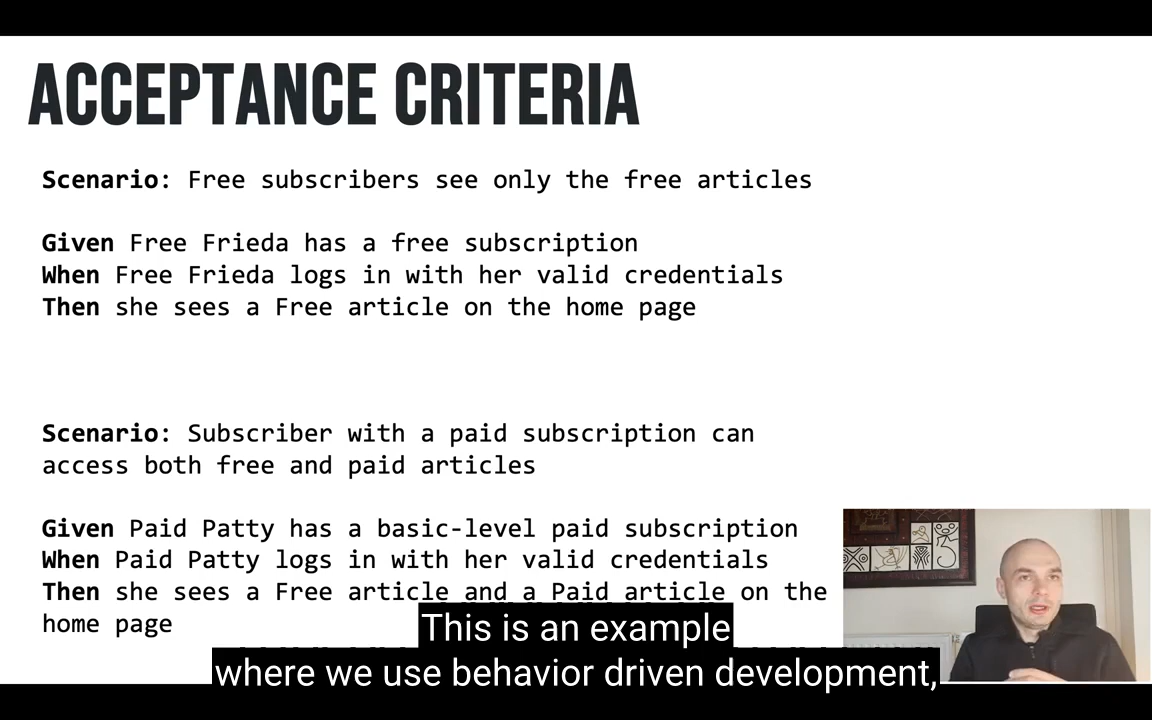 ACCEPTANCE CRITERIA
Scenario: Free subscribers see only the free articles
Given Free Frieda has a free subscription
When Free Frieda logs in with her valid credentials
Then she sees a Free article on the home page
Scenario: Subscriber with a paid subscription can
access both free and paid articles
Given Paid Patty has a basic-level paid subscription
When Paid Patty logs in with her valid credentials
Then she sees a Free article and a Paid article on the
home page
This is an example
where we use behavior driven development,